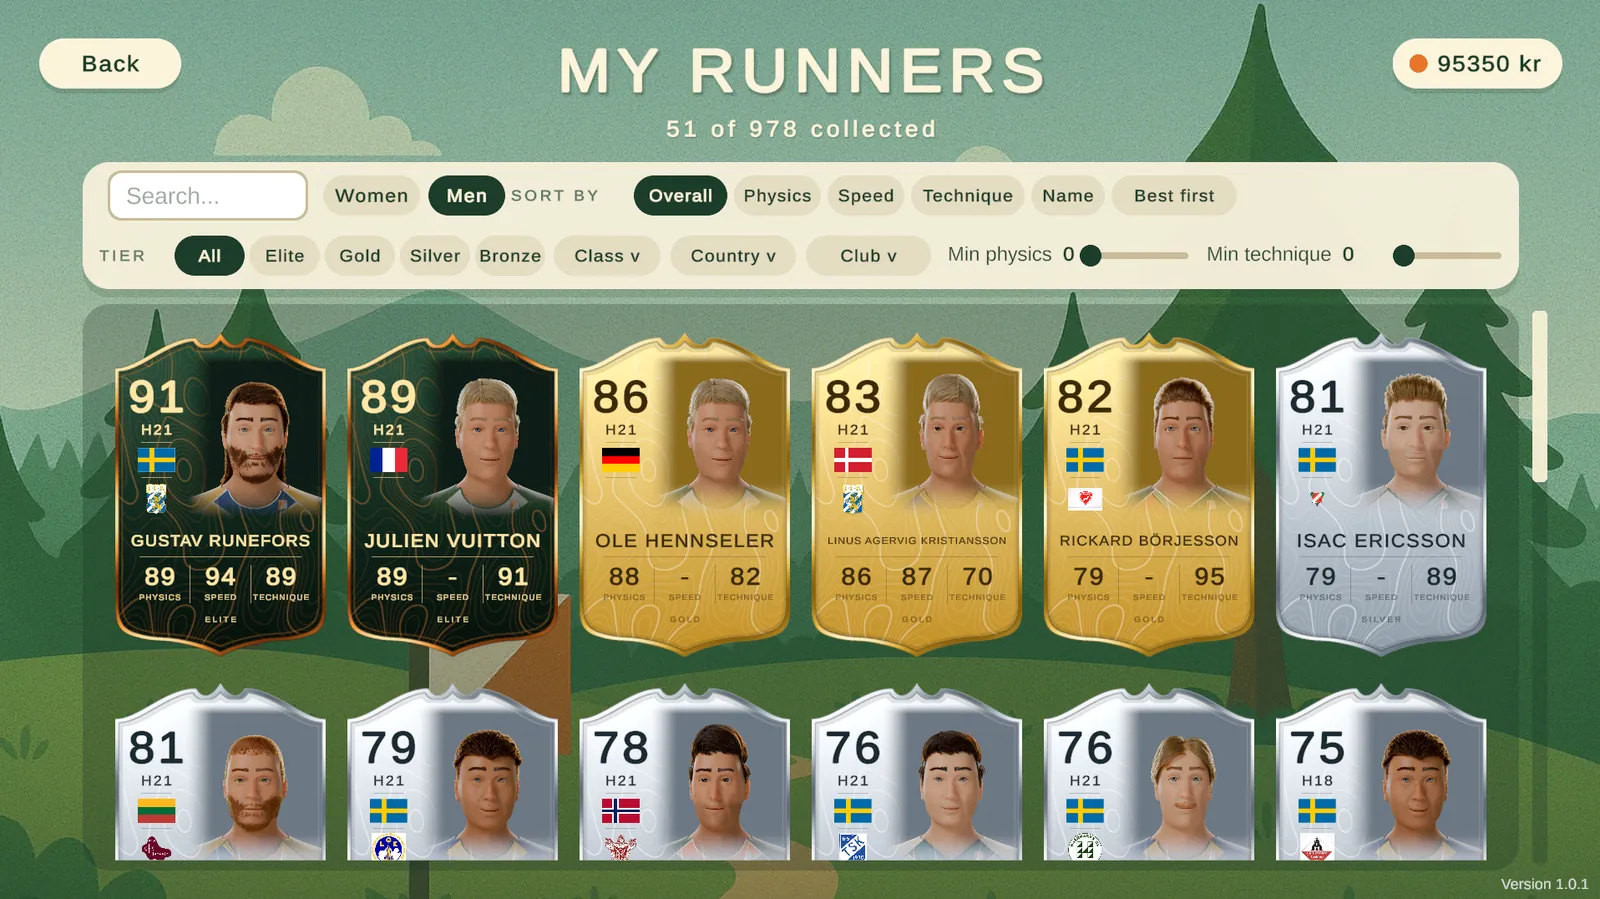 Back
MY RUNNERS
95350 kr
51 of 978 collected
Search...
Women
Men
SORT BY
Overall
Physics
Speed
Technique
Name
Best first
TIER
All
Elite
Gold
Silver
Bronze
Class v
Country v
Club v
Min physics 0
Min technique 0
91
H21
GUSTAV RUNEFORS
89 94 89
PHYSICS SPEED TECHNIQUE
ELITE
89
H21
JULIEN VUITTON
89 - 91
PHYSICS SPEED TECHNIQUE
ELITE
86
H21
OLE HENNSELER
88 - 82
PHYSICS SPEED TECHNIQUE
GOLD
83
H21
LINUS AGERVIG KRISTIANSSON
86 87 70
PHYSICS SPEED TECHNIQUE
GOLD
82
H21
RICKARD BÖRJESSON
79 - 95
PHYSICS SPEED TECHNIQUE
GOLD
81
H21
ISAC ERICSSON
79 - 89
PHYSICS SPEED TECHNIQUE
SILVER
81
H21
79
H21
78
H21
76
H21
76
H21
75
H18
Version 1.0.1